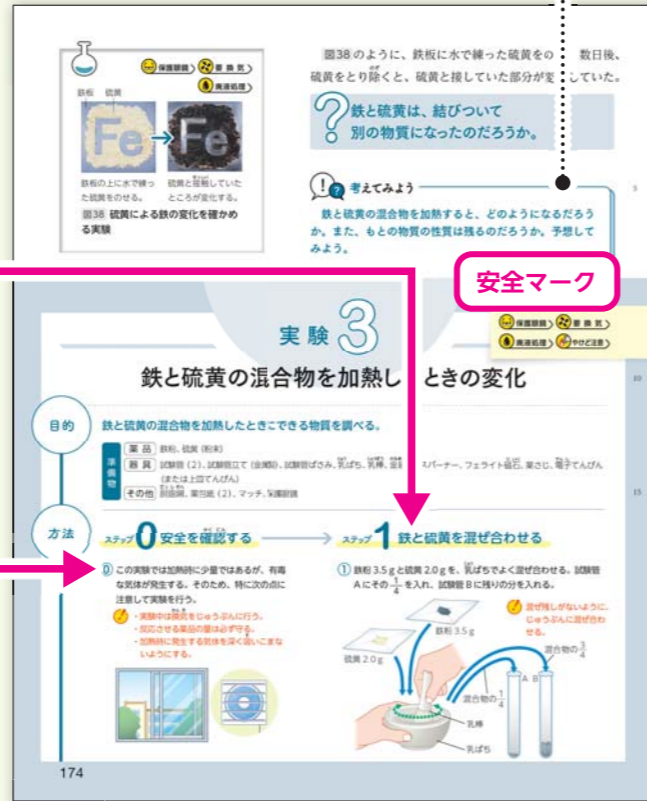 図38のように、鉄板に水で練った硫黄をの 数日後、
硫黄をとり除くと、硫黄と接していた部分が変 していた。
保護眼鏡 要換気
廃液処理
鉄板 硫黄
Fe Fe
鉄板の上に水で練っ
た硫黄をのせる。
硫黄と接触していた
ところが変化する。
図38 硫黄による鉄の変化を確かめ
る実験
? 鉄と硫黄は、結びついて
別の物質になったのだろうか。
考えてみよう
鉄と硫黄の混合物を加熱すると、どのようになるだろう
か。また、もとの物質の性質は残るのだろうか。予想して
みよう。
5
安全マーク
保護眼鏡 要換気
廃液処理 やけど注意
実験3
鉄と硫黄の混合物を加熱し ときの変化
10
目的
鉄と硫黄の混合物を加熱したときにできる物質を調べる。
準備物
薬品 鉄粉、硫黄(粉末)
器具 試験管(2)、試験管立て(金属製)、試験管ばさみ、乳ばち、乳棒、 スバーナー、フェライト磁石、薬さじ、電子てんびん
(または上皿てんびん)
その他 脱脂綿、薬包紙(2)、マッチ、保護眼鏡
15
方法
ステップ0 安全を確認する
ステップ1 鉄と硫黄を混ぜ合わせる
⓪ この実験では加熱時に少量ではあるが、有毒
な気体が発生する。そのため、特に次の点に
注意して実験を行う。
・実験中は換気をじゅうぶんに行う。
・反応させる薬品の量は必ず守る。
・加熱時に発生する気体を深く吸いこまな
いようにする。
① 鉄粉3.5gと硫黄2.0gを、乳ばちでよく混ぜ合わせる。試験管
Aにその1/4を入れ、試験管Bに残りの分を入れる。
混ぜ残しがないように、
じゅうぶんに混ぜ合わ
せる。
鉄粉3.5g
硫黄2.0g
混合物の3/4
混合物の1/4
A B
乳棒
乳ばち
174